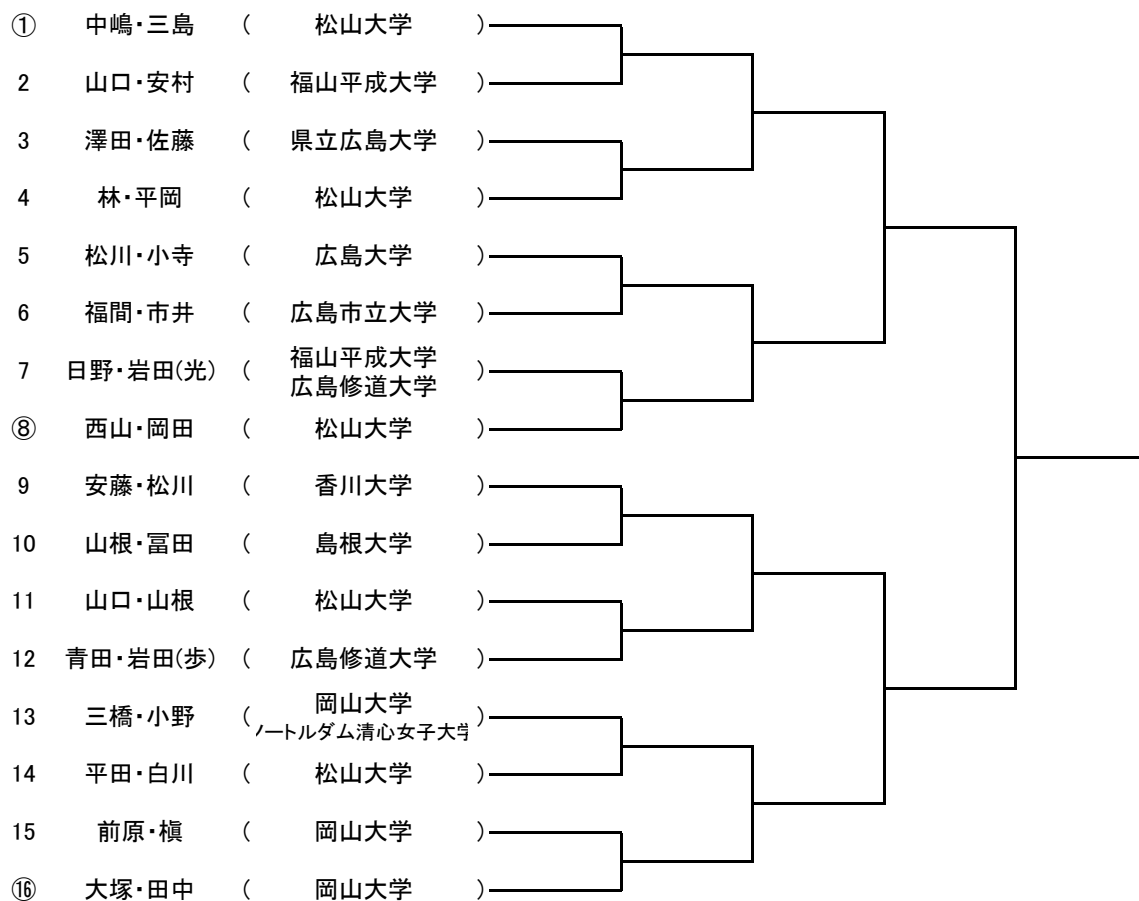 ① 中嶋・三島 ( 松山大学 )
2 山口・安村 ( 福山平成大学 )
3 澤田・佐藤 ( 県立広島大学 )
4 林・平岡 ( 松山大学 )
5 松川・小寺 ( 広島大学 )
6 福間・市井 ( 広島市立大学 )
7 日野・岩田(光) ( 福山平成大学
広島修道大学 )
⑧ 西山・岡田 ( 松山大学 )
9 安藤・松川 ( 香川大学 )
10 山根・冨田 ( 島根大学 )
11 山口・山根 ( 松山大学 )
12 青田・岩田(歩) ( 広島修道大学 )
13 三橋・小野 ( 岡山大学
ノートルダム清心女子大学 )
14 平田・白川 ( 松山大学 )
15 前原・槇 ( 岡山大学 )
⑯ 大塚・田中 ( 岡山大学 )